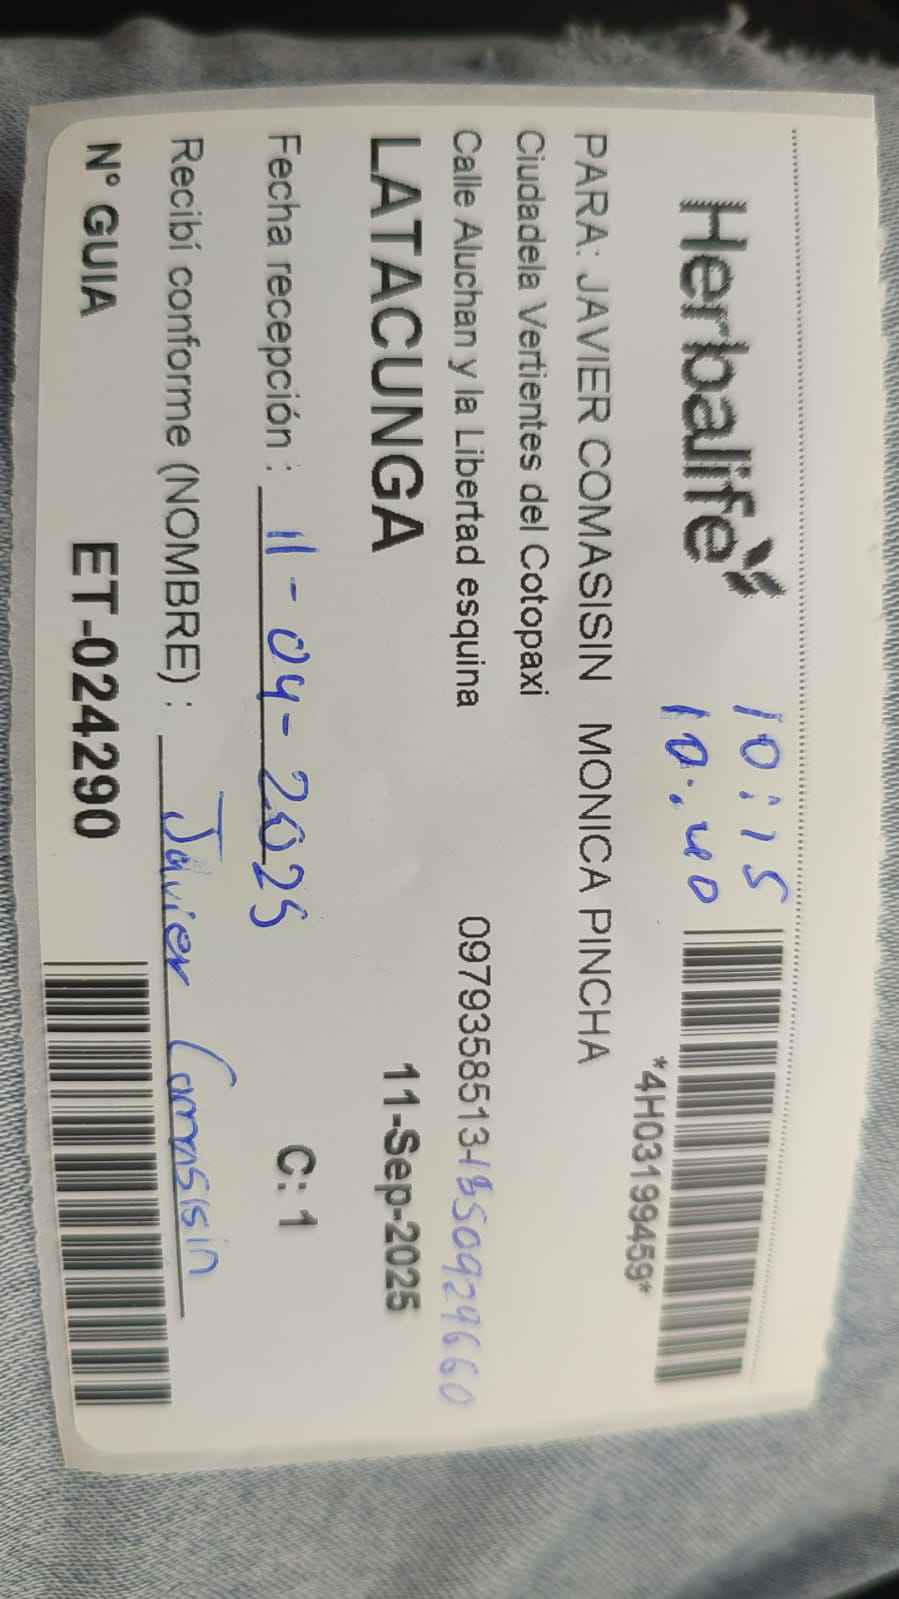 Herbalife
10:15
10:40
*4H03199459*
PARA: JAVIER COMASISIN MONICA PINCHA
Ciudadela Vertientes del Cotopaxi
Calle Aluchan y la Libertad esquina 0979358513-1850929660
LATACUNGA 11-Sep-2025
Fecha recepción : 11-04-2025 C: 1
Recibí conforme (NOMBRE) : Javier Comasisin
N° GUIA ET-024290